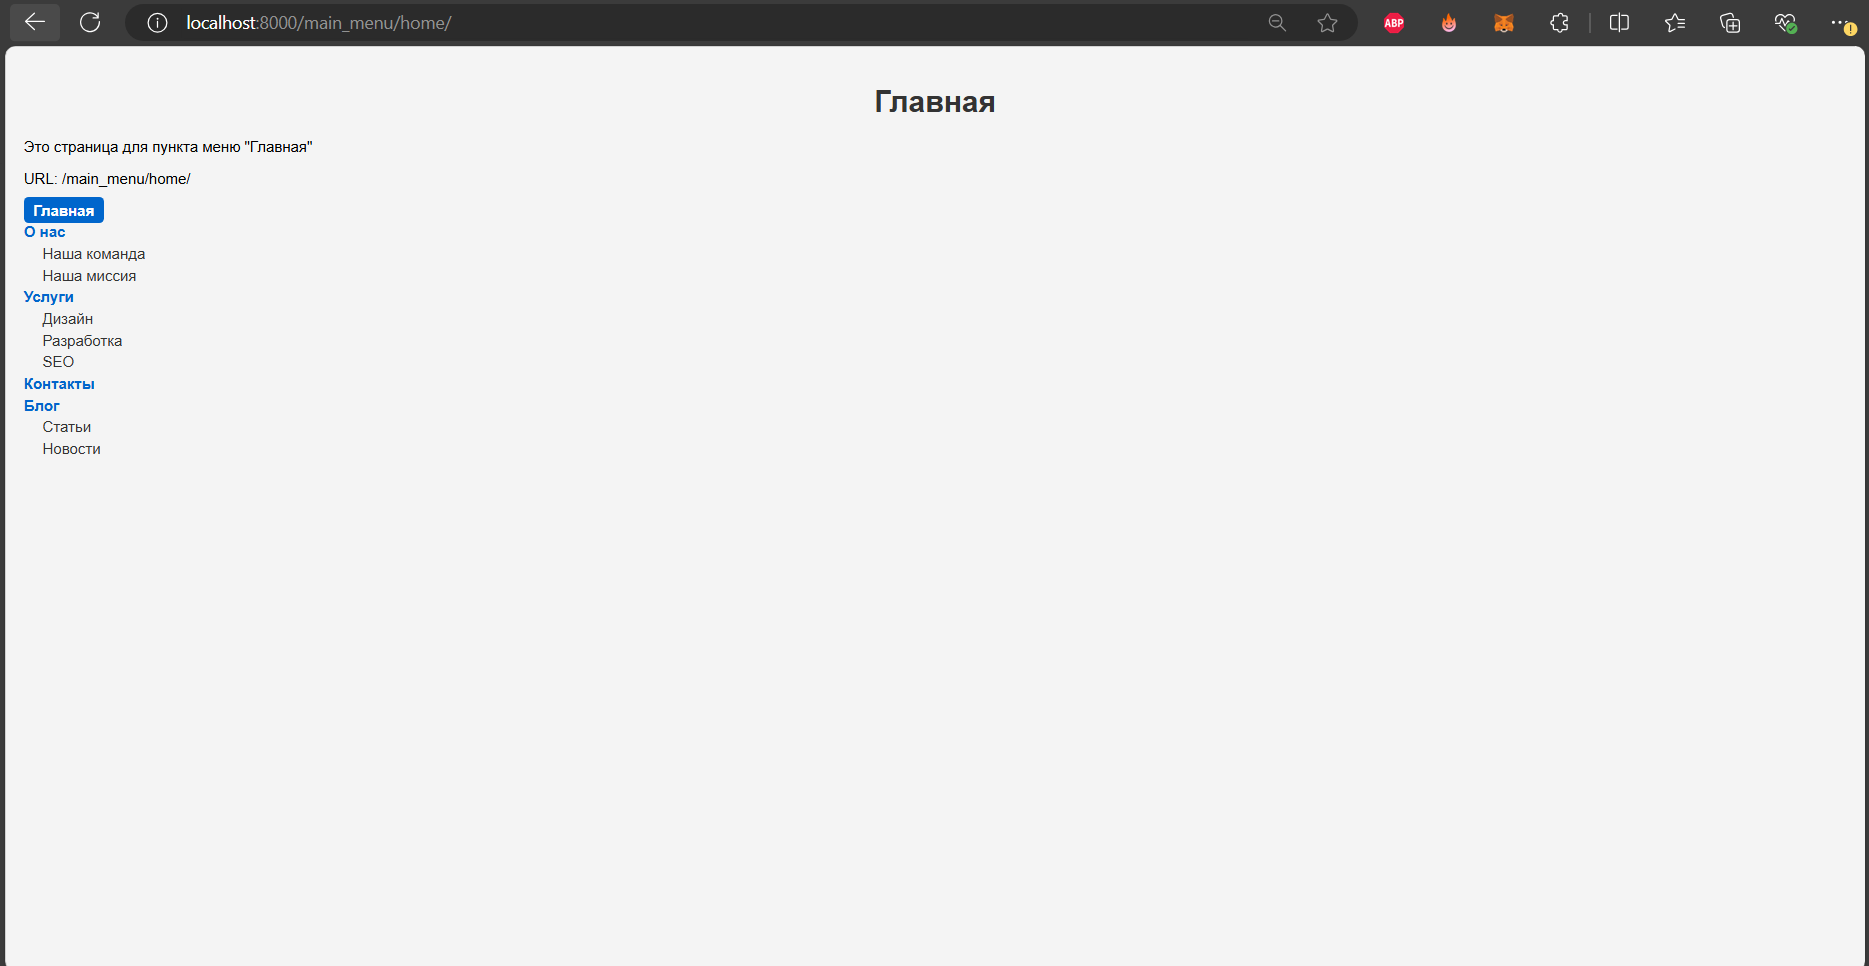 localhost:8000/main_menu/home/
ABP
Главная
Это страница для пункта меню "Главная"
URL: /main_menu/home/
Главная
О нас
Наша команда
Наша миссия
Услуги
Дизайн
Разработка
SEO
Контакты
Блог
Статьи
Новости